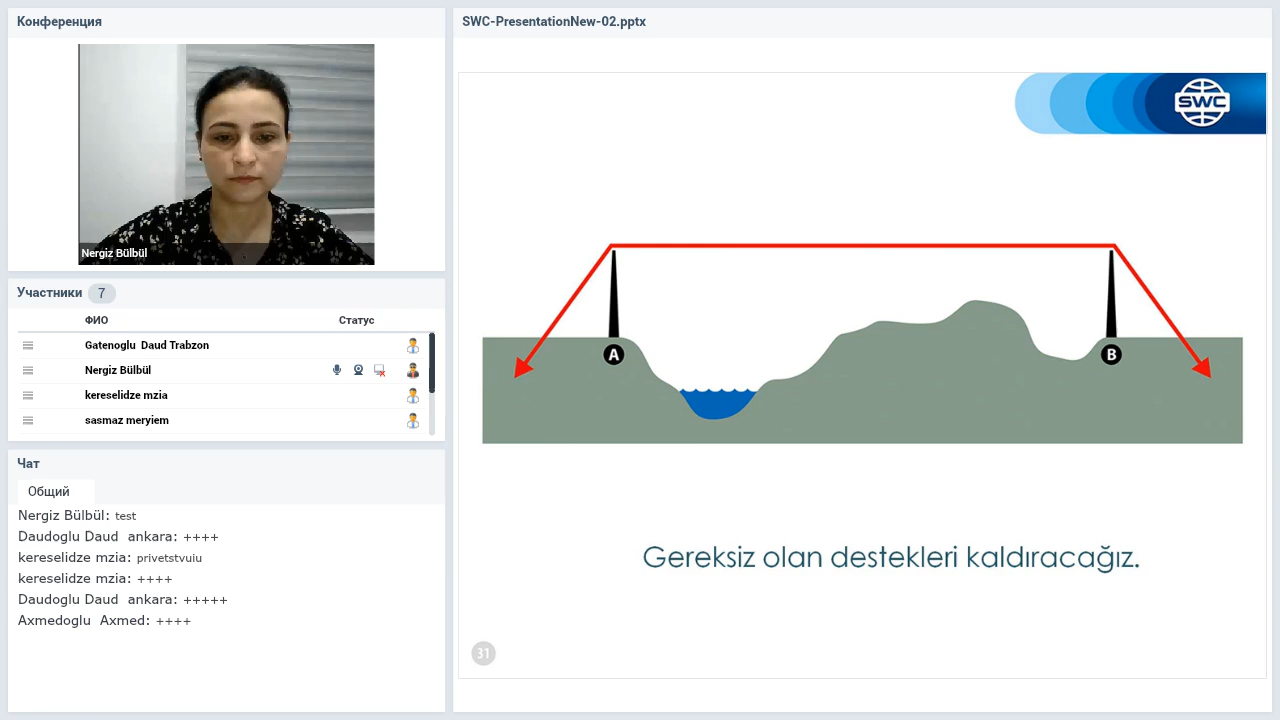 Конференция
Nergiz Bülbül
Участники 7
ФИО Статус
Gatenoglu Daud Trabzon
Nergiz Bülbül
kereselidze mzia
sasmaz meryiem
Чат
Общий
Nergiz Bülbül: test
Daudoglu Daud ankara: ++++
kereselidze mzia: privetstvuiu
kereselidze mzia: ++++
Daudoglu Daud ankara: +++++
Axmedoglu Axmed: ++++
SWC-PresentationNew-02.pptx
SWC
A
B
Gereksiz olan destekleri kaldıracağız.
31